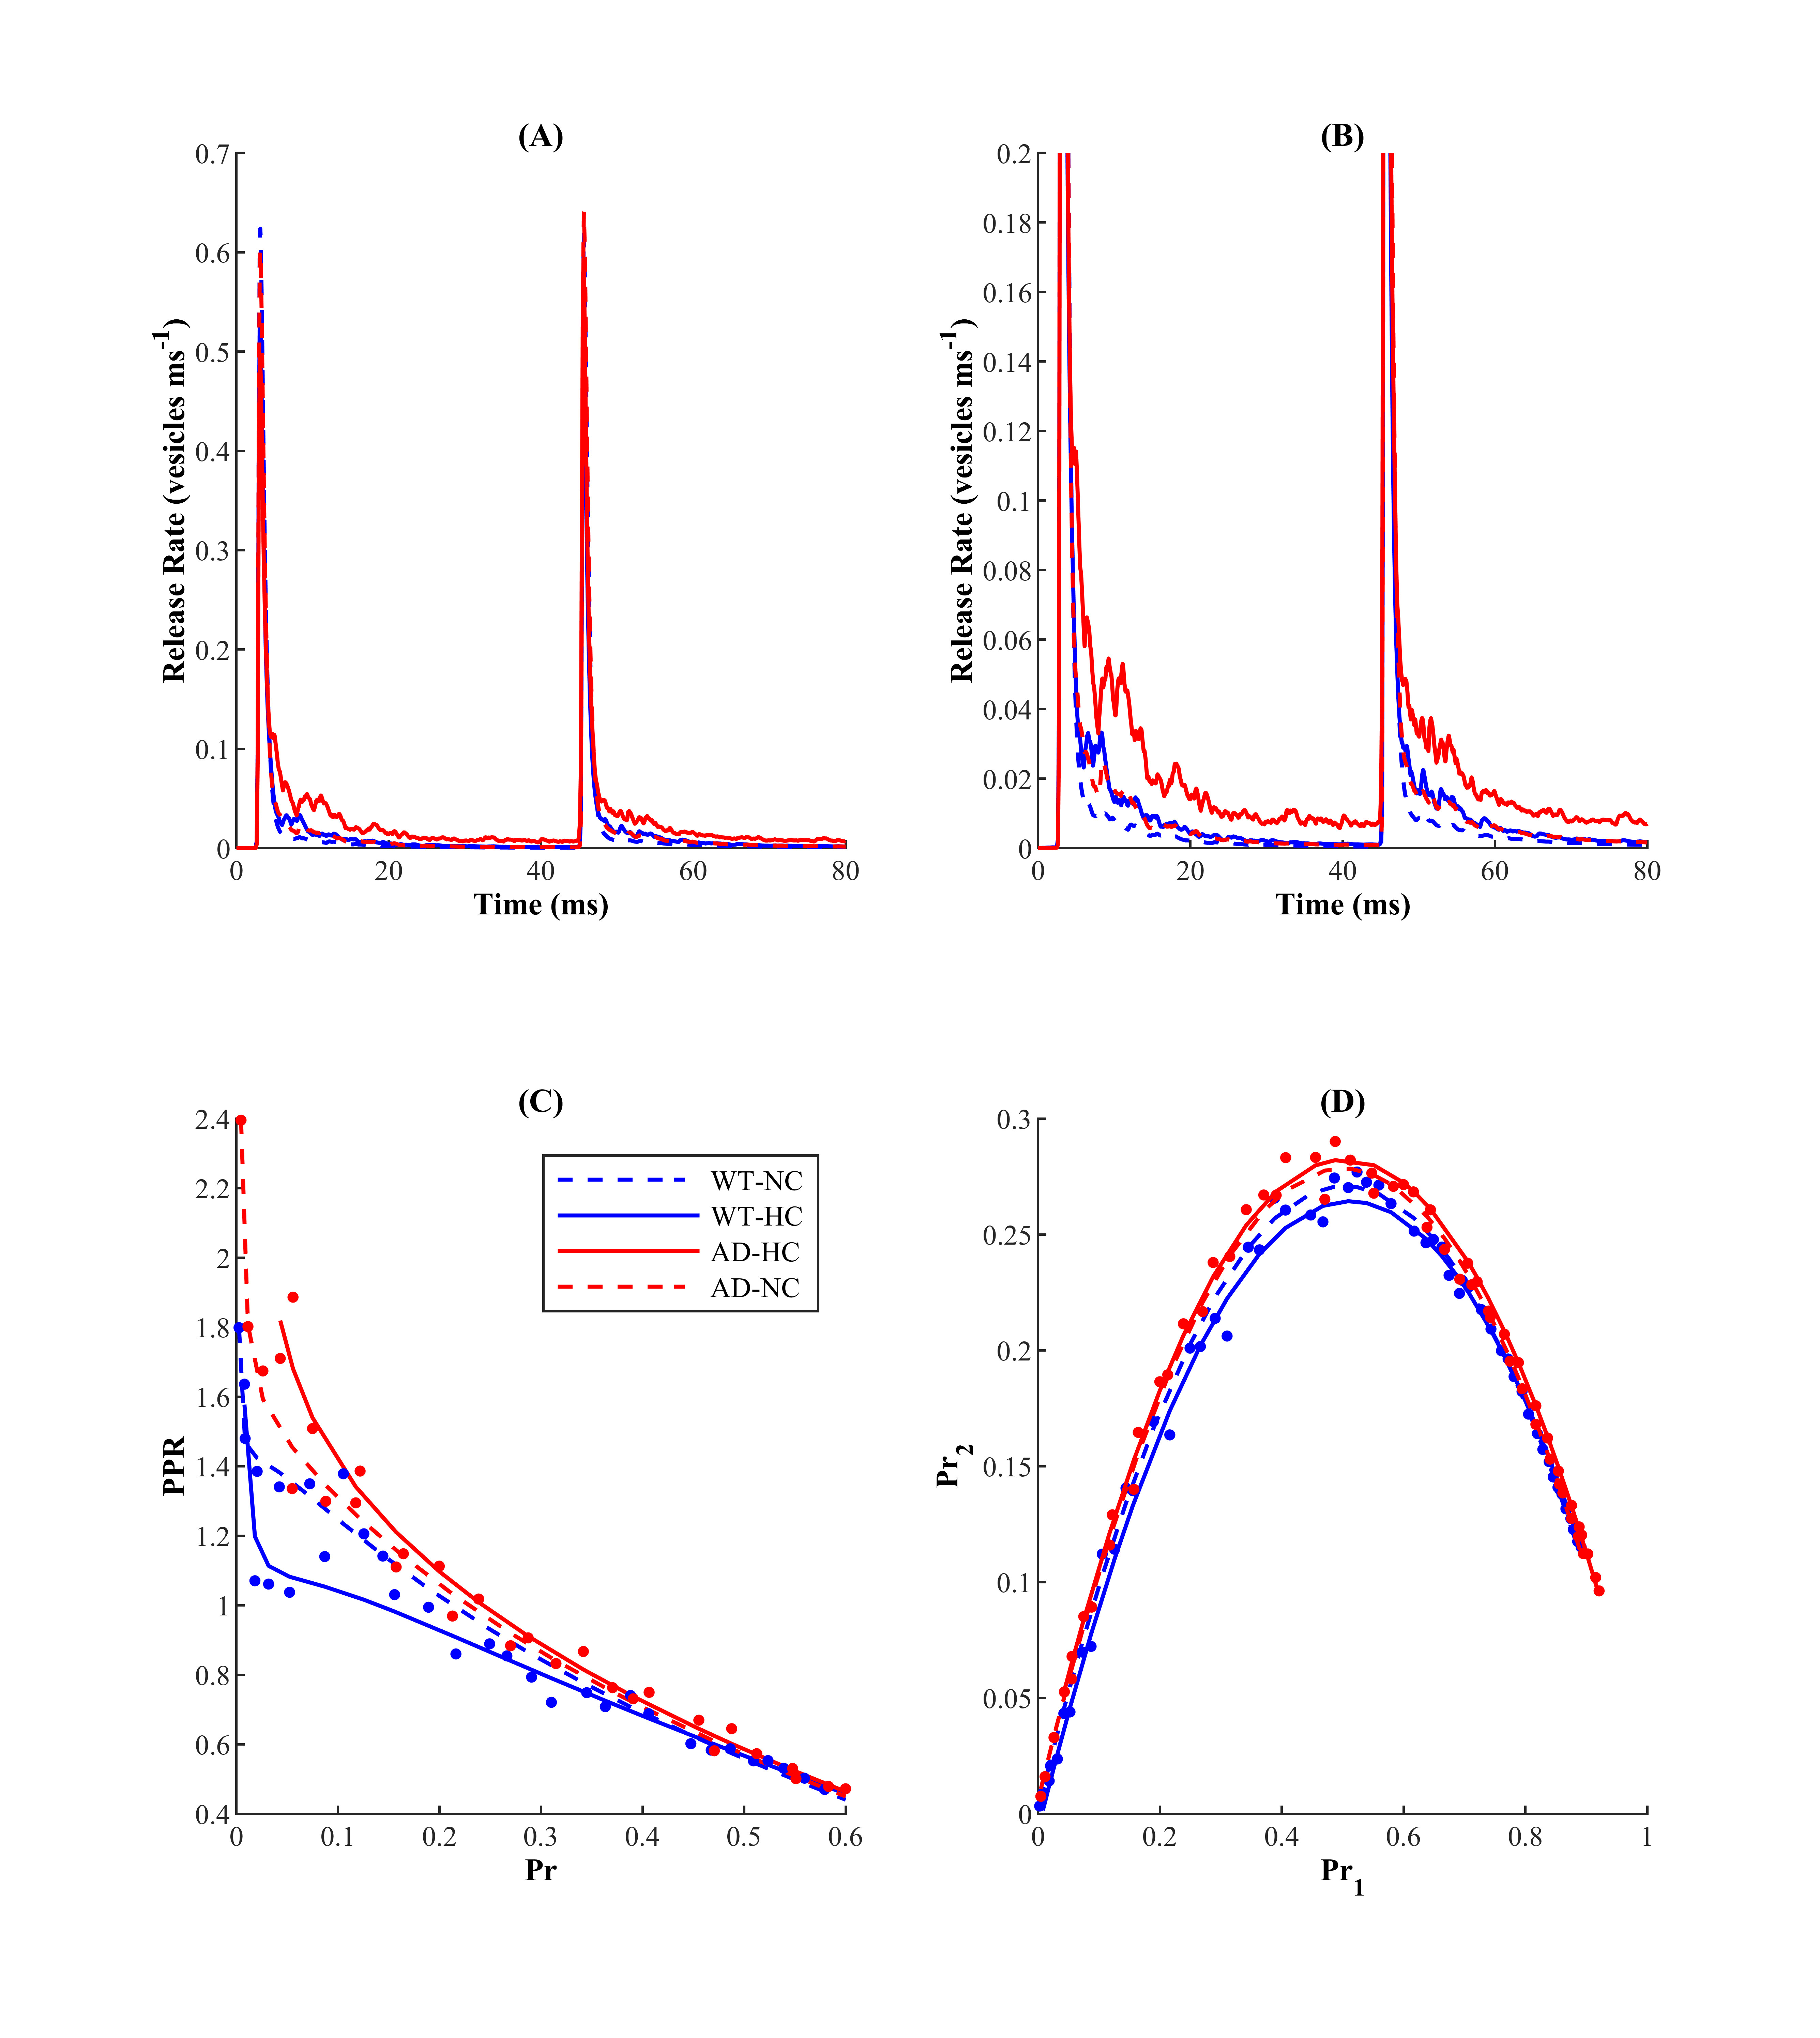 (A)
0.7
0.6
0.5
0.4
0.3
0.2
0.1
0
Release Rate (vesicles ms-1)
0 20 40 60 80
Time (ms)
(B)
0.2
0.18
0.16
0.14
0.12
0.1
0.08
0.06
0.04
0.02
0
Release Rate (vesicles ms-1)
0 20 40 60 80
Time (ms)
(C)
2.4
2.2
2
1.8
1.6
1.4
1.2
1
0.8
0.6
0.4
PPR
WT-NC
WT-HC
AD-HC
AD-NC
0 0.1 0.2 0.3 0.4 0.5 0.6
Pr
(D)
0.3
0.25
0.2
0.15
0.1
0.05
0
Pr2
0 0.2 0.4 0.6 0.8 1
Pr1